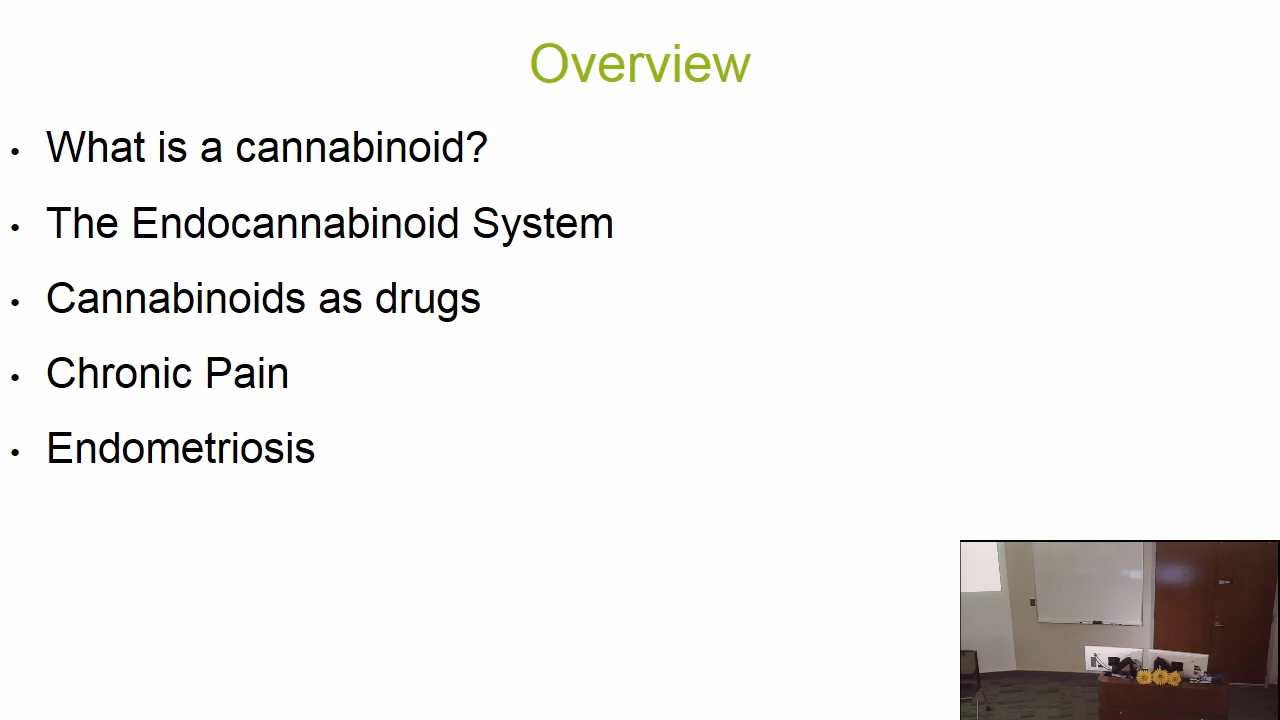 Overview
• What is a cannabinoid?
• The Endocannabinoid System
• Cannabinoids as drugs
• Chronic Pain
• Endometriosis